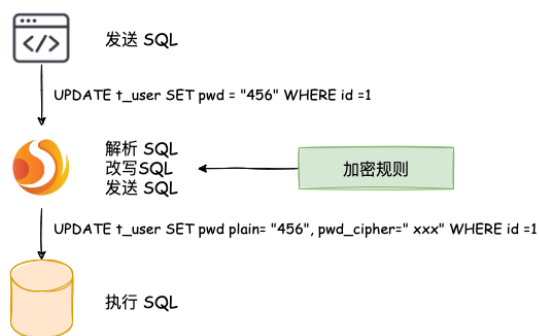 </>
发送 SQL
UPDATE t_user SET pwd = "456" WHERE id =1
解析 SQL
改写SQL
发送 SQL
加密规则
UPDATE t_user SET pwd plain= "456", pwd_cipher=" xxx" WHERE id =1
执行 SQL